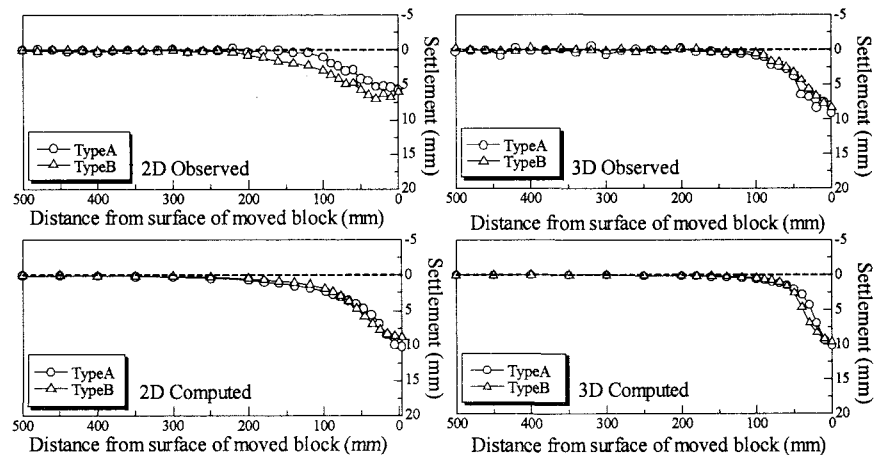 -5
0
5
10
15
20
Settlement (mm)
TypeA
TypeB
2D Observed
500 400 300 200 100 0
Distance from surface of moved block (mm)
-5
0
5
10
15
20
Settlement (mm)
TypeA
TypeB
3D Observed
500 400 300 200 100 0
Distance from surface of moved block (mm)
-5
0
5
10
15
20
Settlement (mm)
TypeA
TypeB
2D Computed
500 400 300 200 100 0
Distance from surface of moved block (mm)
-5
0
5
10
15
20
Settlement (mm)
TypeA
TypeB
3D Computed
500 400 300 200 100 0
Distance from surface of moved block (mm)